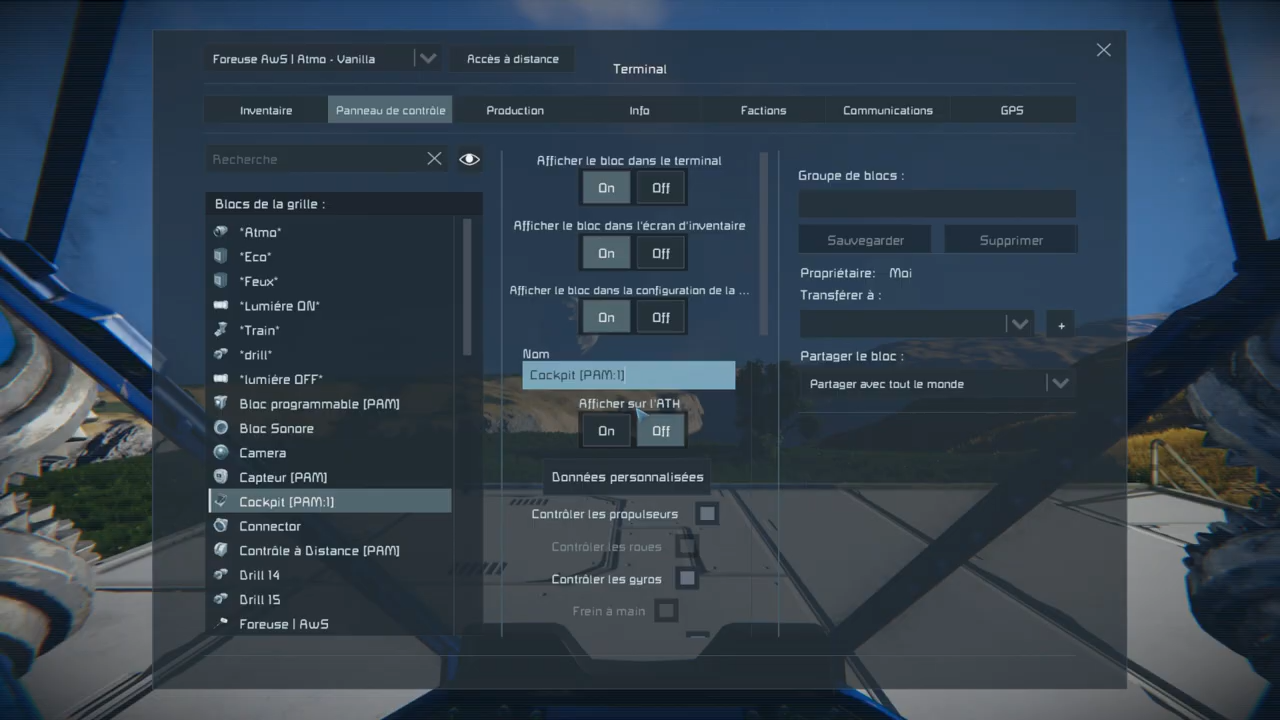 Foreuse AwS | Atmo - Vanilla
Accès à distance
Terminal
Inventaire
Panneau de contrôle
Production
Info
Factions
Communications
GPS
Recherche
Blocs de la grille :
*Atmo*
*Eco*
*Feux*
*Lumiére ON*
*Train*
*drill*
*lumiére OFF*
Bloc programmable [PAM]
Bloc Sonore
Camera
Capteur [PAM]
Cockpit [PAM:1]
Connector
Contrôle à Distance [PAM]
Drill 14
Drill 15
Foreuse | AwS
Afficher le bloc dans le terminal
On Off
Afficher le bloc dans l'écran d'inventaire
On Off
Afficher le bloc dans la configuration de la ...
On Off
Nom
Cockpit [PAM:1]
Afficher sur l'ATH
On Off
Données personnalisées
Contrôler les propulseurs
Contrôler les roues
Contrôler les gyros
Frein à main
Groupe de blocs :
Sauvegarder
Supprimer
Propriétaire: Moi
Transférer à :
+
Partager le bloc :
Partager avec tout le monde